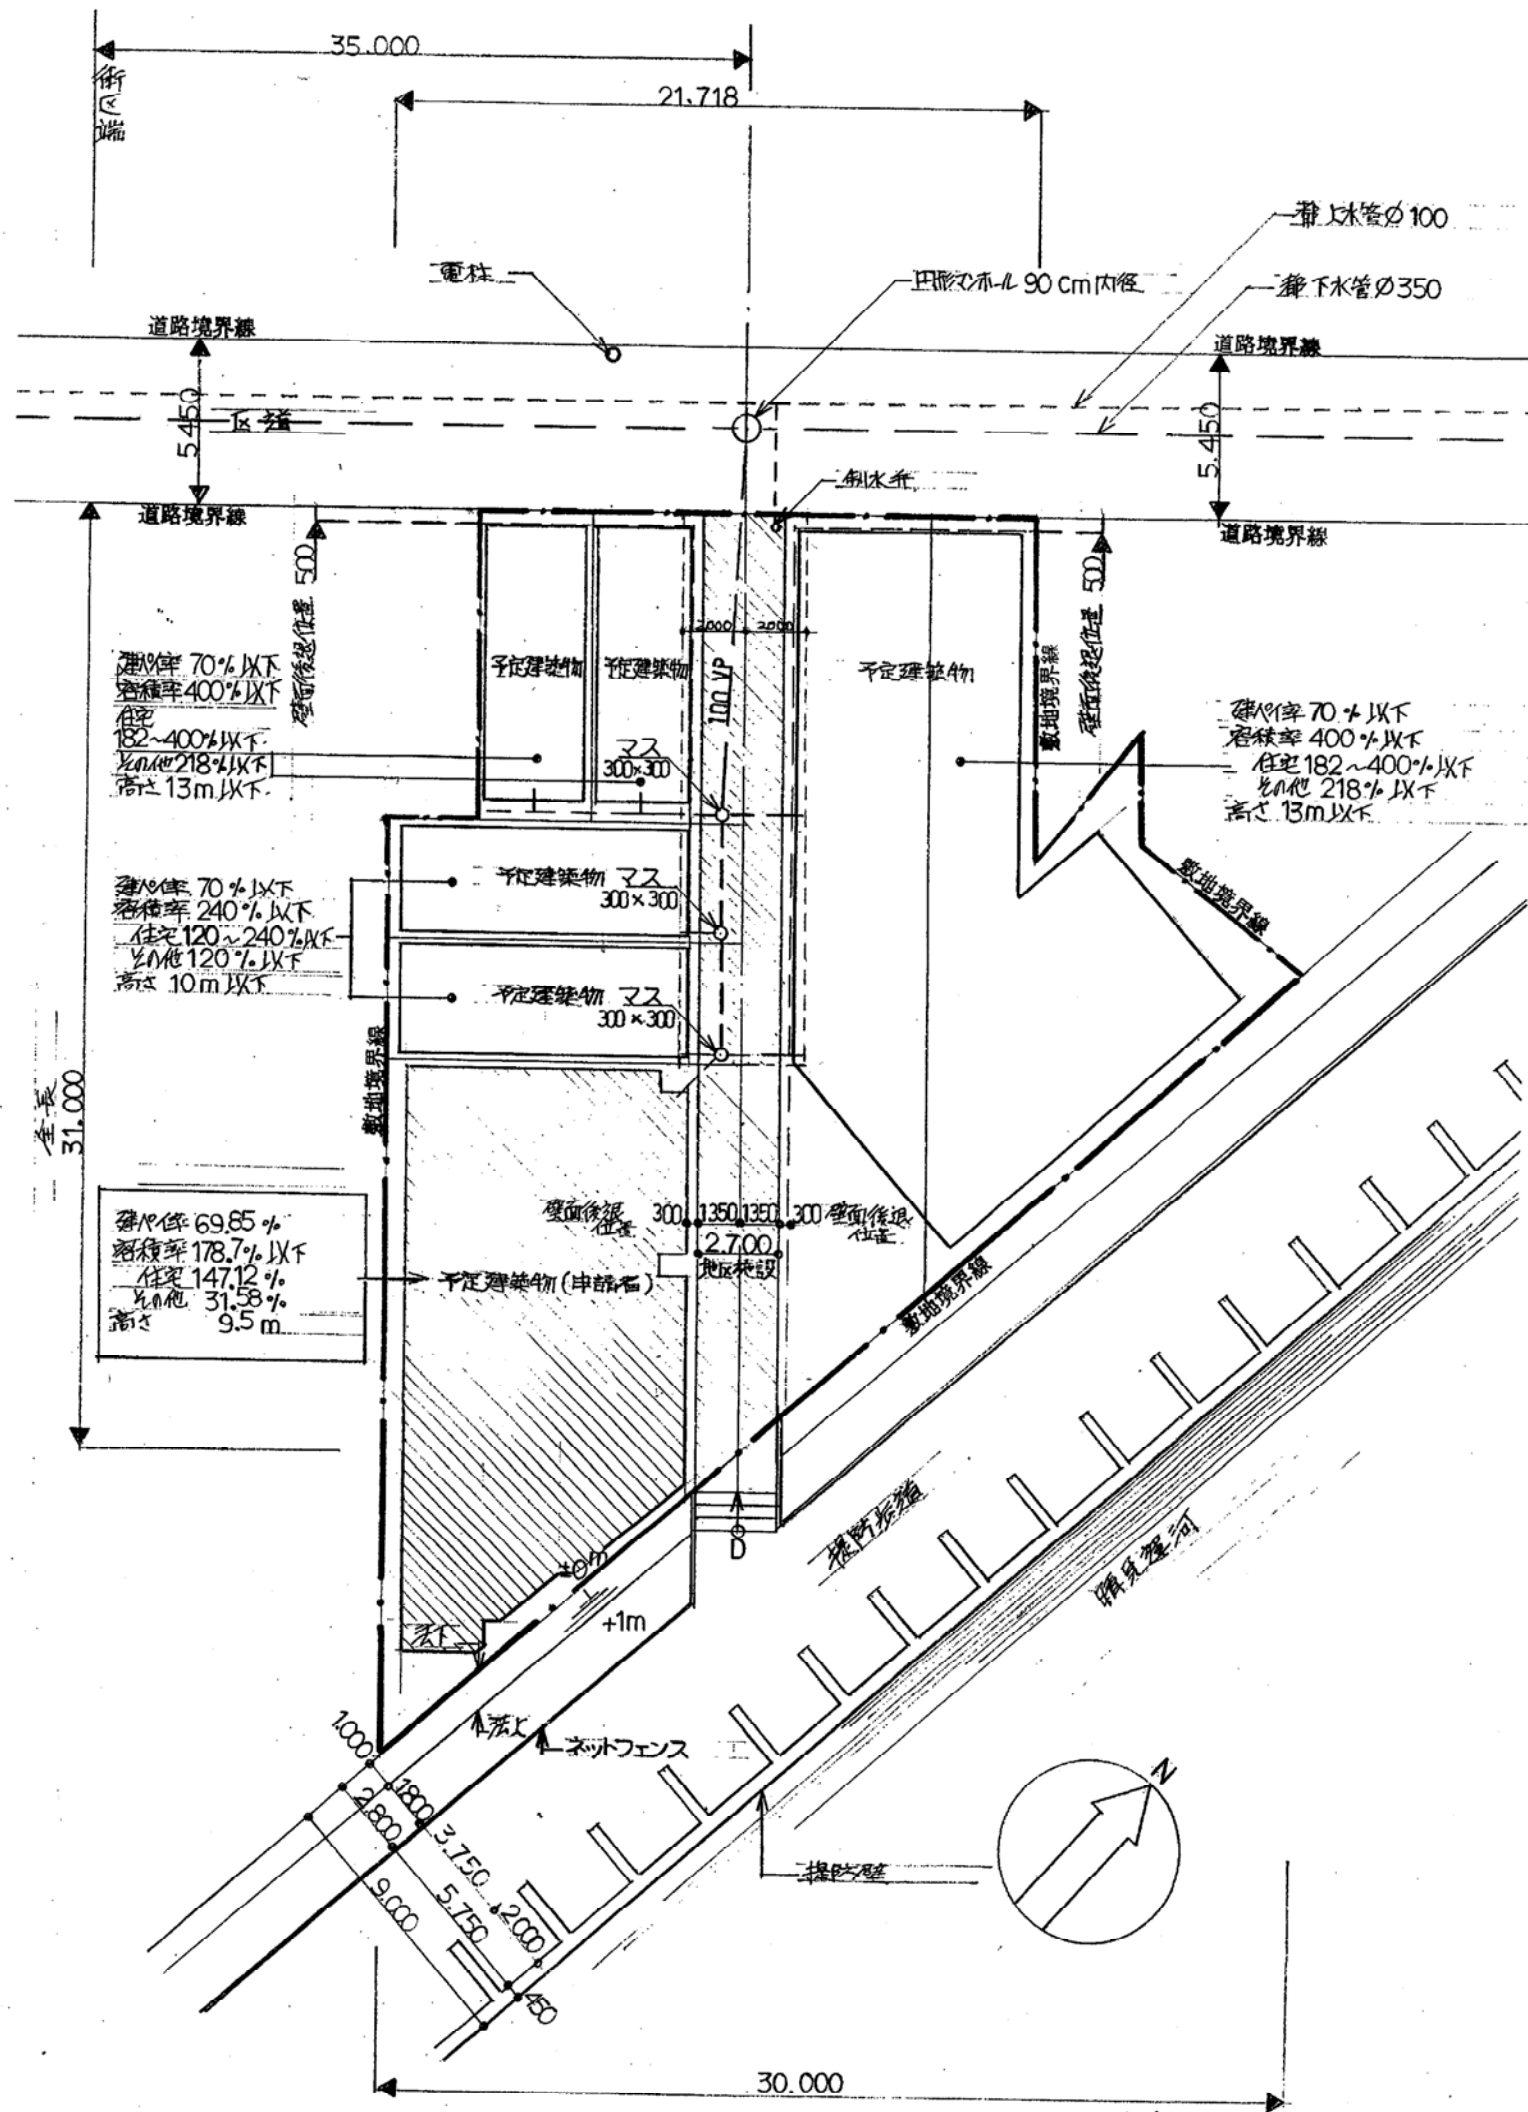 35.000
街区端
21.718
都上水管Ø100
電柱
円形マンホール 90cm内径
都下水管Ø350
道路境界線
道路境界線
5.450
区道
5.450
制水弁
道路境界線
道路境界線
壁面後退位置 500
壁面後退位置 500
2000 2000
100 VP
予定建築物
予定建築物
予定建築物
敷地境界線
建ペイ率 70%以下
容積率 400%以下
住宅
182~400%以下
その他 218%以下
高さ 13m以下
建ペイ率 70%以下
容積率 400%以下
住宅 182~400%以下
その他 218%以下
高さ 13m以下
マス
300×300
敷地境界線
建ペイ率 70%以下
容積率 240%以下
住宅 120~240%以下
その他 120%以下
高さ 10m以下
予定建築物
マス
300×300
予定建築物
マス
300×300
敷地境界線
全長
31.000
壁面後退位置
300 1350 1350 300
壁面後退位置
2.700
地区施設
建ペイ率 69.85%
容積率 178.7%以下
住宅 147.12%
その他 31.58%
高さ 9.5m
予定建築物(申請者)
敷地境界線
D
堤防歩道
晴見運河
±0m
+1m
法下
法上
ネットフェンス
1.000
1800
2.800
3.750
9.000
5.750
2000
450
堤防壁
N
30.000